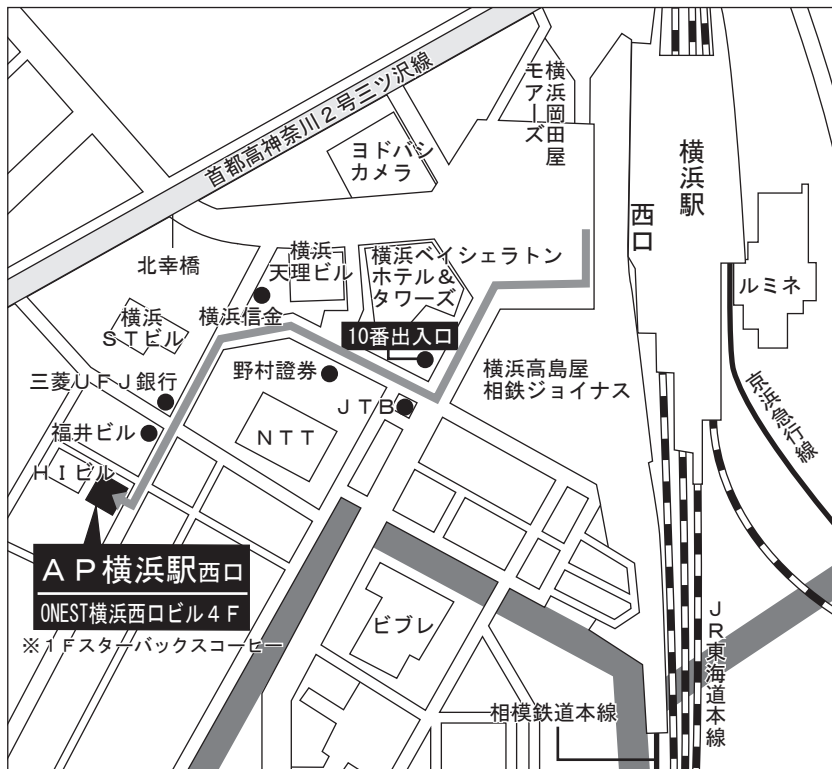 首都高神奈川2号三ツ沢線
横浜岡田屋
モアーズ
ヨドバシ
カメラ
横浜駅
西口
北幸橋
横浜
天理ビル
横浜ベイシェラトン
ホテル&
タワーズ
ルミネ
横浜
STビル
横浜信金
10番出入口
三菱UFJ銀行
野村證券
横浜高島屋
相鉄ジョイナス
京浜急行線
JTB
福井ビル
NTT
HIビル
AP横浜駅西口
ONEST横浜西口ビル4F
※1Fスターバックスコーヒー
ビブレ
JR東海道本線
相模鉄道本線